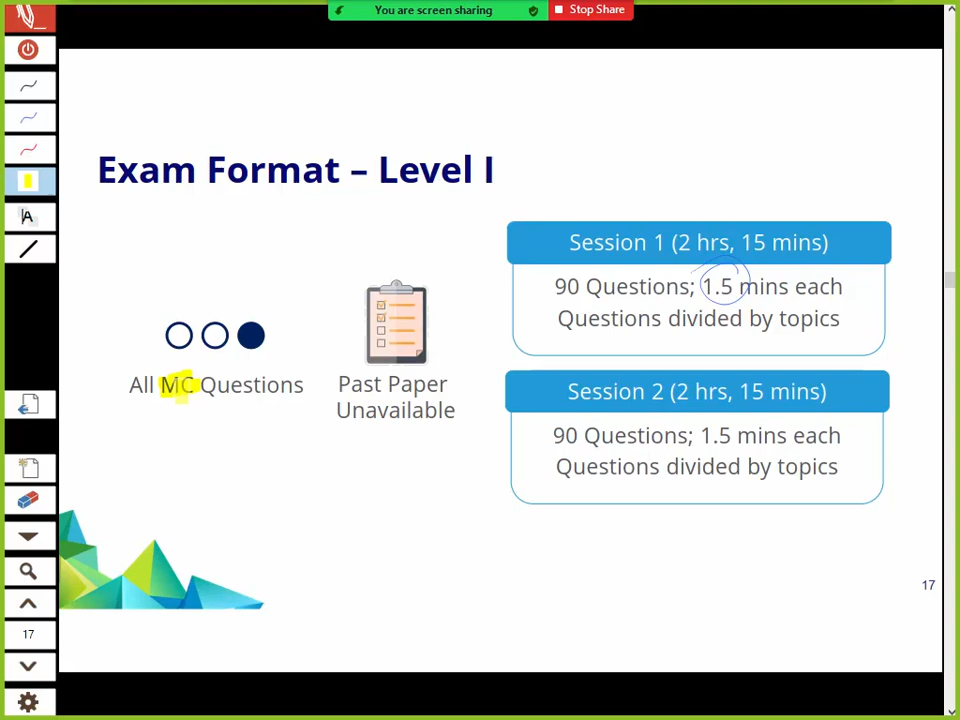 You are screen sharing
Stop Share
A
Exam Format – Level I
Session 1 (2 hrs, 15 mins)
90 Questions; 1.5 mins each
Questions divided by topics
All MC Questions
Past Paper
Unavailable
Session 2 (2 hrs, 15 mins)
90 Questions; 1.5 mins each
Questions divided by topics
17
17